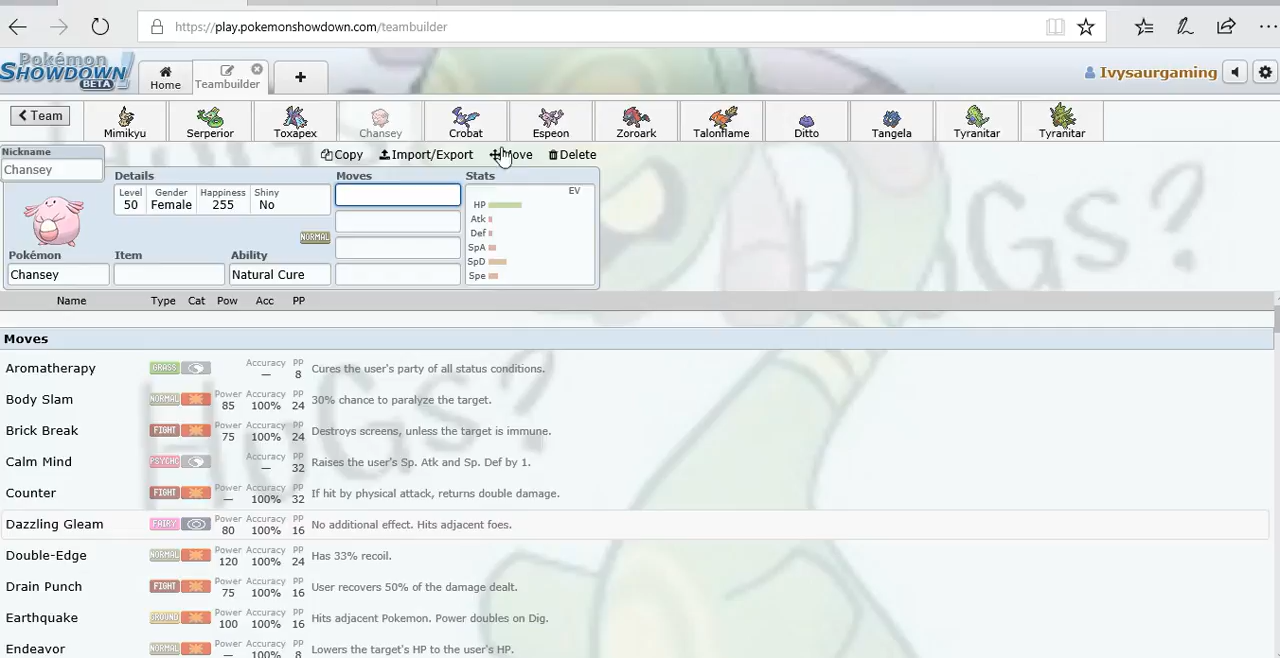 https://play.pokemonshowdown.com/teambuilder
Pokémon
SHOWDOWN
BETA
Home
Teambuilder
+
Ivysaurgaming
Team
Mimikyu
Serperior
Toxapex
Chansey
Crobat
Espeon
Zoroark
Talonflame
Ditto
Tangela
Tyranitar
Tyranitar
Copy
Import/Export
Move
Delete
Nickname
Chansey
Details
Level
50
Gender
Female
Happiness
255
Shiny
No
NORMAL
Pokémon
Chansey
Item
Ability
Natural Cure
Moves
Stats
EV
HP
Atk
Def
SpA
SpD
Spe
Name Type Cat Pow Acc PP
Moves
Aromatherapy GRASS Accuracy — PP 8 Cures the user's party of all status conditions.
Body Slam NORMAL Power 85 Accuracy 100% PP 24 30% chance to paralyze the target.
Brick Break FIGHT Power 75 Accuracy 100% PP 24 Destroys screens, unless the target is immune.
Calm Mind PSYCHC Accuracy — PP 32 Raises the user's Sp. Atk and Sp. Def by 1.
Counter FIGHT Power — Accuracy 100% PP 32 If hit by physical attack, returns double damage.
Dazzling Gleam FAIRY Power 80 Accuracy 100% PP 16 No additional effect. Hits adjacent foes.
Double-Edge NORMAL Power 120 Accuracy 100% PP 24 Has 33% recoil.
Drain Punch FIGHT Power 75 Accuracy 100% PP 16 User recovers 50% of the damage dealt.
Earthquake GROUND Power 100 Accuracy 100% PP 16 Hits adjacent Pokemon. Power doubles on Dig.
Endeavor NORMAL Power — Accuracy 100% PP 8 Lowers the target's HP to the user's HP.
HuGs?